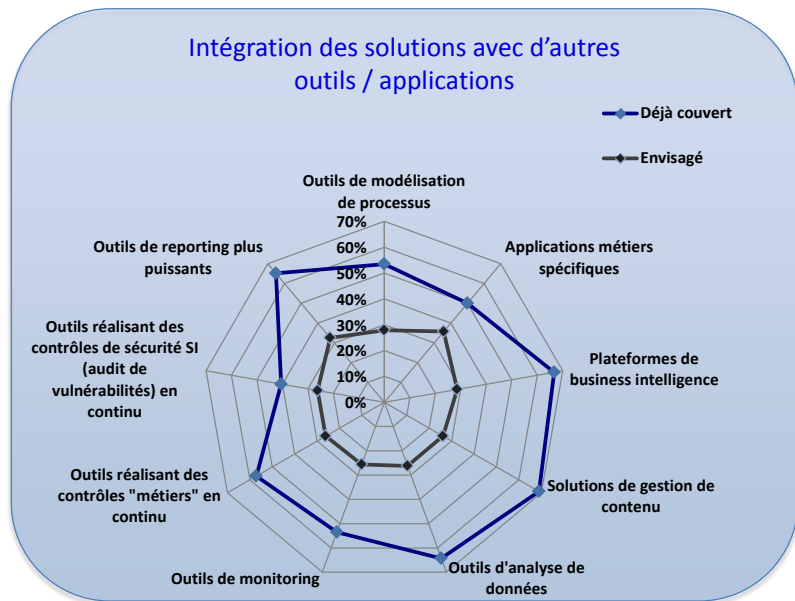 Intégration des solutions avec d’autres
outils / applications
Déjà couvert
Envisagé
Outils de modélisation
de processus
70%
60%
50%
40%
30%
20%
10%
0%
Applications métiers
spécifiques
Plateformes de
business intelligence
Solutions de gestion de
contenu
Outils d'analyse de
données
Outils de monitoring
Outils réalisant des
contrôles "métiers" en
continu
Outils réalisant des
contrôles de sécurité SI
(audit de
vulnérabilités) en
continu
Outils de reporting plus
puissants